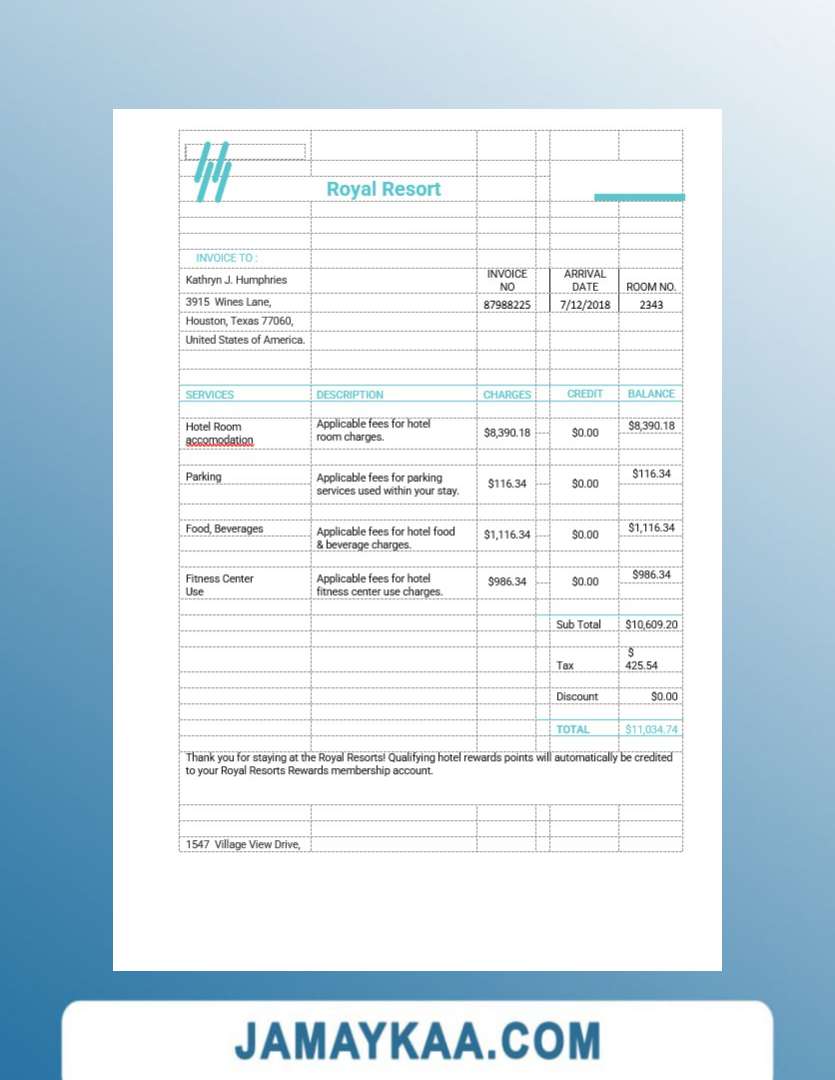 Royal Resort
INVOICE TO :
Kathryn J. Humphries
INVOICE NO
ARRIVAL DATE
ROOM NO.
3915 Wines Lane,
87988225
7/12/2018
2343
Houston, Texas 77060,
United States of America.
SERVICES DESCRIPTION CHARGES CREDIT BALANCE
Hotel Room
accomodation
Applicable fees for hotel
room charges.
$8,390.18
$0.00
$8,390.18
Parking
Applicable fees for parking
services used within your stay.
$116.34
$0.00
$116.34
Food, Beverages
Applicable fees for hotel food
& beverage charges.
$1,116.34
$0.00
$1,116.34
Fitness Center
Use
Applicable fees for hotel
fitness center use charges.
$986.34
$0.00
$986.34
Sub Total $10,609.20
Tax $ 425.54
Discount $0.00
TOTAL $11,034.74
Thank you for staying at the Royal Resorts! Qualifying hotel rewards points will automatically be credited
to your Royal Resorts Rewards membership account.
1547 Village View Drive,
JAMAYKAA.COM